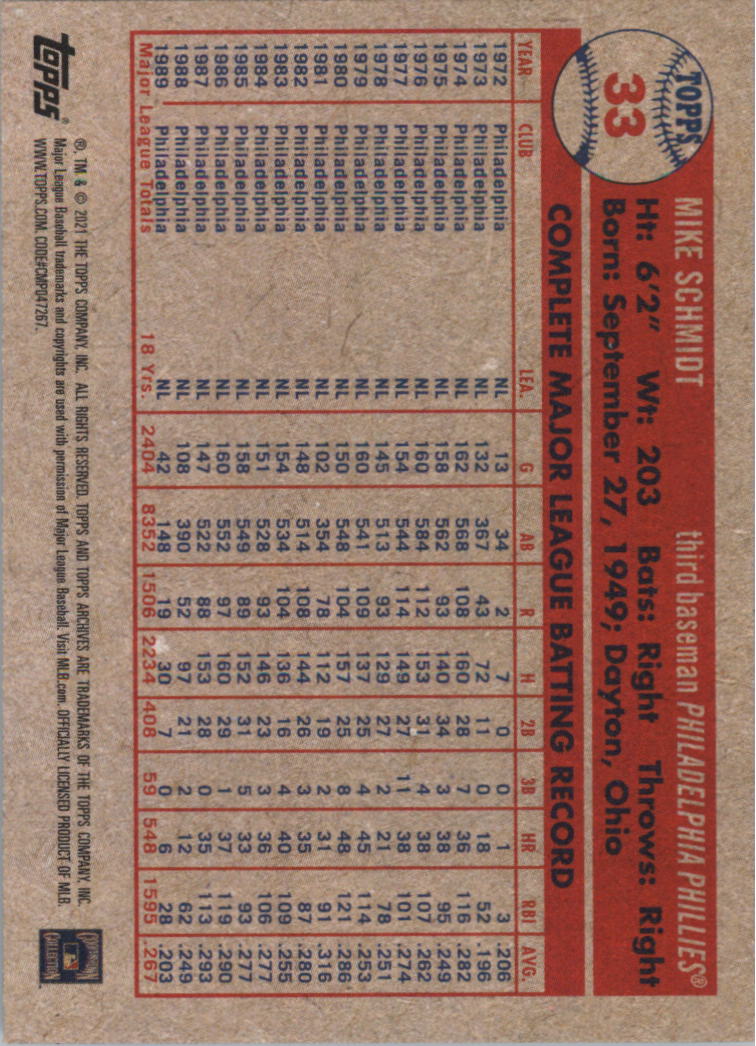 TOPPS
33
MIKE SCHMIDT third baseman PHILADELPHIA PHILLIES®
Ht: 6'2" Wt: 203 Bats: Right Throws: Right
Born: September 27, 1949; Dayton, Ohio
COMPLETE MAJOR LEAGUE BATTING RECORD
YEAR CLUB LEA. G AB R H 2B 3B HR RBI AVG.
1972 Philadelphia NL 13 34 2 7 0 0 1 3 .206
1973 Philadelphia NL 132 367 43 72 11 0 18 52 .196
1974 Philadelphia NL 162 568 108 160 28 7 36 116 .282
1975 Philadelphia NL 158 562 93 140 34 3 38 95 .249
1976 Philadelphia NL 160 584 112 153 31 4 38 107 .262
1977 Philadelphia NL 154 544 114 149 27 11 38 101 .274
1978 Philadelphia NL 145 513 93 129 27 2 21 78 .251
1979 Philadelphia NL 160 541 109 137 25 4 45 114 .253
1980 Philadelphia NL 150 548 104 157 25 8 48 121 .286
1981 Philadelphia NL 102 354 78 112 19 2 31 91 .316
1982 Philadelphia NL 148 514 108 144 26 3 35 87 .280
1983 Philadelphia NL 154 534 104 136 16 4 40 109 .255
1984 Philadelphia NL 151 528 93 146 23 3 36 106 .277
1985 Philadelphia NL 158 549 89 152 31 5 33 93 .277
1986 Philadelphia NL 160 552 97 160 29 1 37 119 .290
1987 Philadelphia NL 147 522 88 153 28 0 35 113 .293
1988 Philadelphia NL 108 390 52 97 21 2 12 62 .249
1989 Philadelphia NL 42 148 19 30 7 0 6 28 .203
Major League Totals 18 Yrs. 2404 8352 1506 2234 408 59 548 1595 .267
topps®
®, TM & © 2021 THE TOPPS COMPANY, INC. ALL RIGHTS RESERVED. TOPPS AND TOPPS ARCHIVES ARE TRADEMARKS OF THE TOPPS COMPANY, INC.
Major League Baseball trademarks and copyrights are used with permission of Major League Baseball. Visit MLB.com. OFFICIALLY LICENSED PRODUCT OF MLB.
WWW.TOPPS.COM. CODE#CMP047267.
COOPERSTOWN
COLLECTION